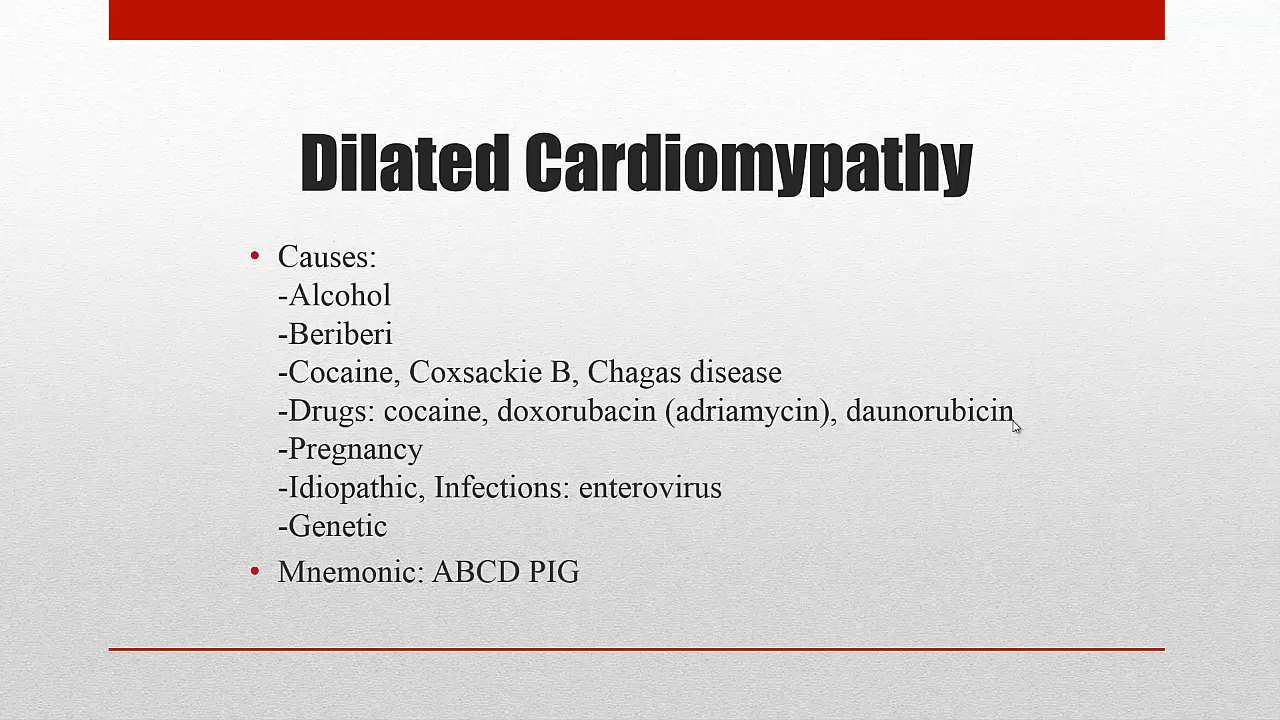 Dilated Cardiomypathy
• Causes:
-Alcohol
-Beriberi
-Cocaine, Coxsackie B, Chagas disease
-Drugs: cocaine, doxorubacin (adriamycin), daunorubicin
-Pregnancy
-Idiopathic, Infections: enterovirus
-Genetic
• Mnemonic: ABCD PIG